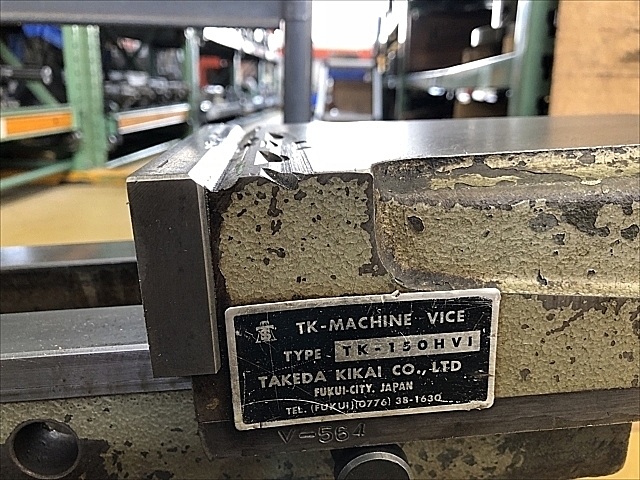 TK-MACHINE VICE
TYPE TK-150HVI
TAKEDA KIKAI CO., LTD
FUKUI-CITY, JAPAN
TEL. (FUKUI)(0776) 38-1630
V-564